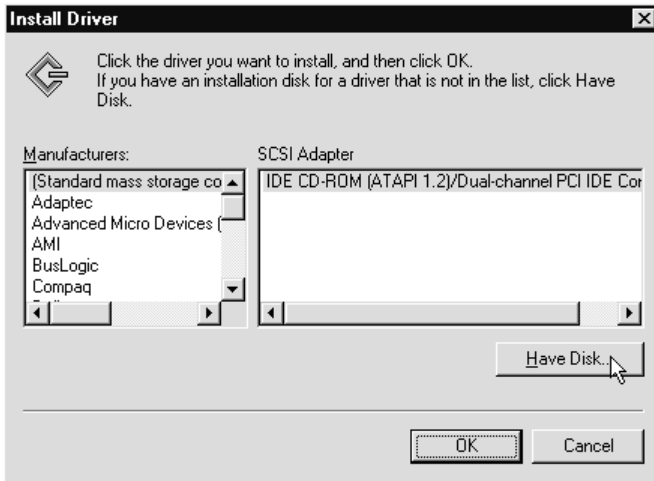 Install Driver
Click the driver you want to install, and then click OK.
If you have an installation disk for a driver that is not in the list, click Have
Disk.
Manufacturers:
SCSI Adapter
(Standard mass storage co
IDE CD-ROM (ATAPI 1.2)/Dual-channel PCI IDE Cor
Adaptec
Advanced Micro Devices (
AMI
BusLogic
Compaq
Have Disk...
OK
Cancel